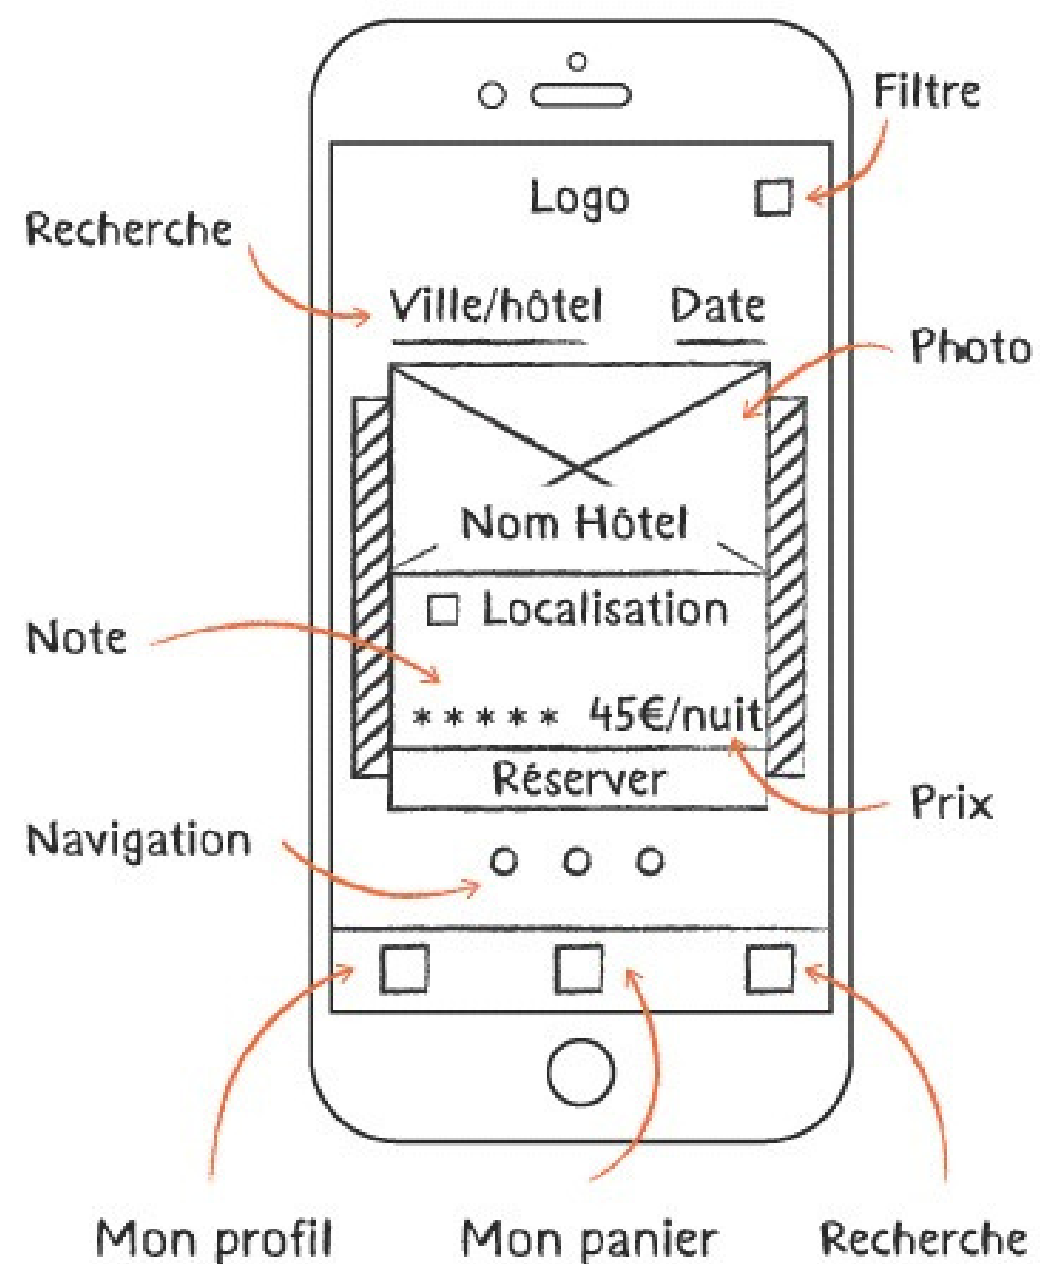 Filtre
Logo
Recherche
Ville/hôtel Date
Photo
Nom Hôtel
Localisation
Note
* * * * * 45€/nuit
Réserver
Prix
Navigation
Mon profil Mon panier Recherche